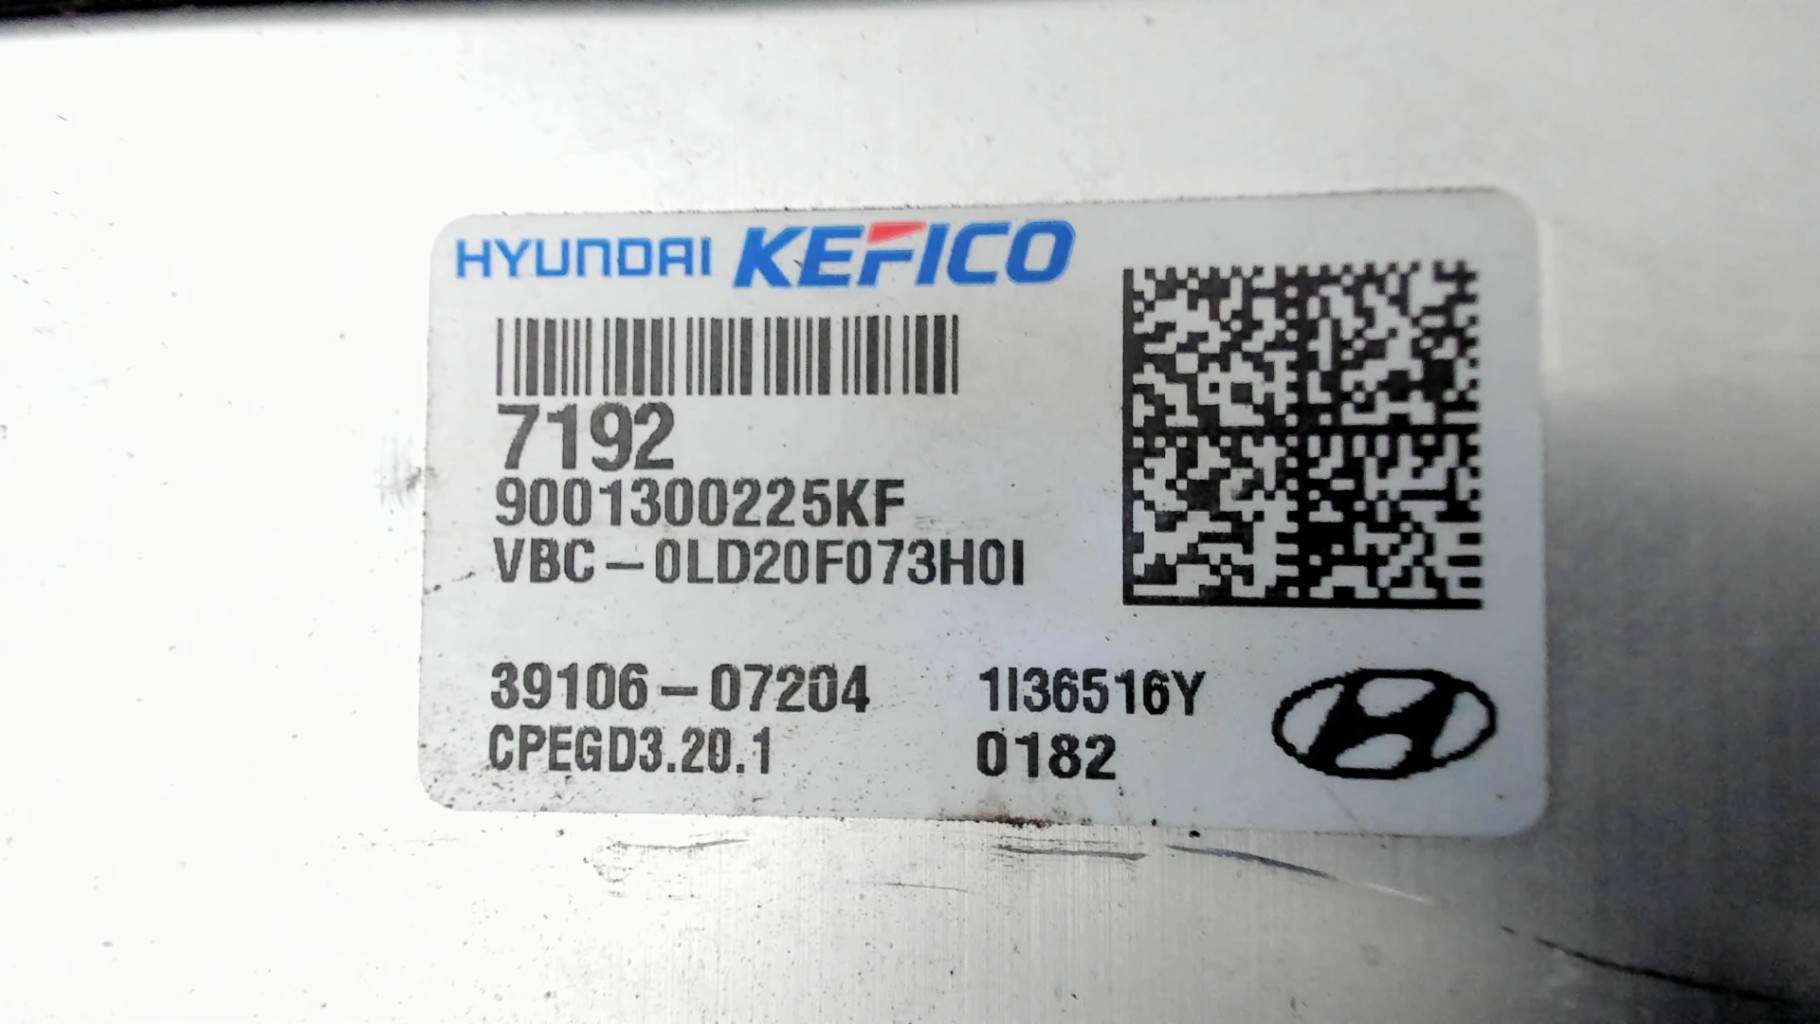 HYUNDAI KEFICO
7192
9001300225KF
VBC-0LD20F073H0I
39106-07204 1I36516Y
CPEGD3.20.1 0182